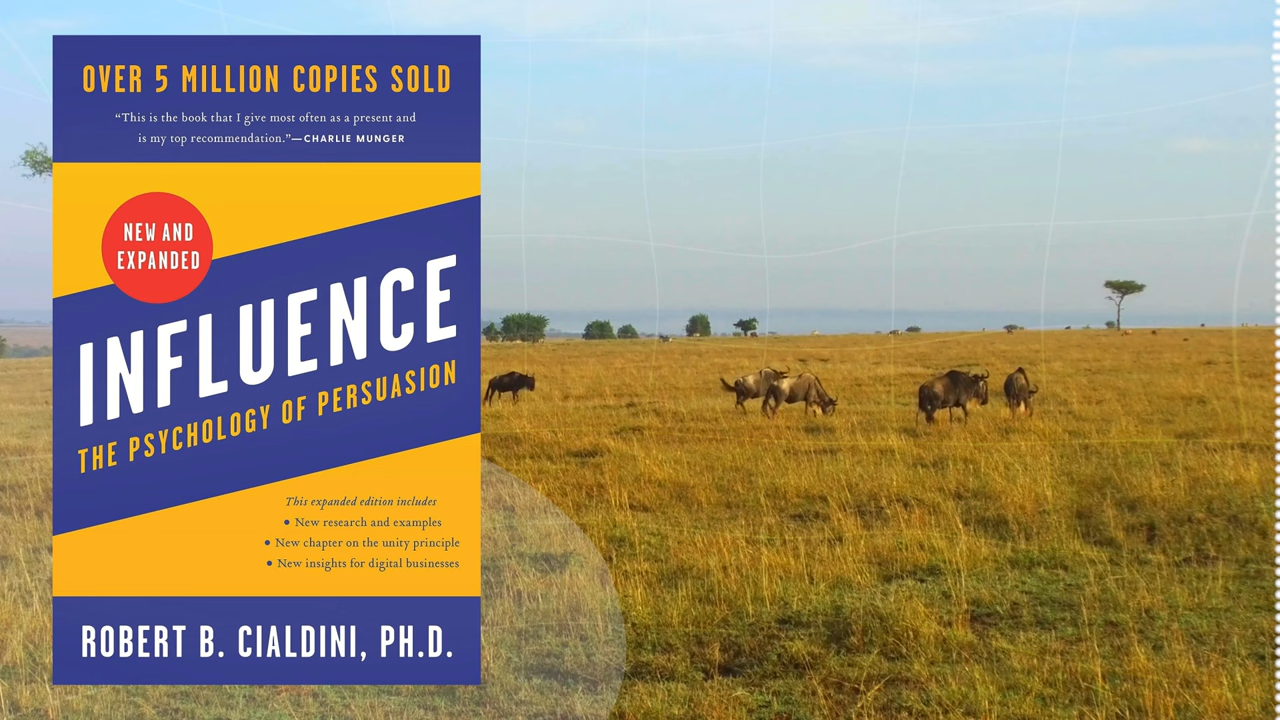 OVER 5 MILLION COPIES SOLD
“This is the book that I give most often as a present and
is my top recommendation.”—CHARLIE MUNGER
NEW AND
EXPANDED
INFLUENCE
THE PSYCHOLOGY OF PERSUASION
This expanded edition includes
• New research and examples
• New chapter on the unity principle
• New insights for digital businesses
ROBERT B. CIALDINI, PH.D.